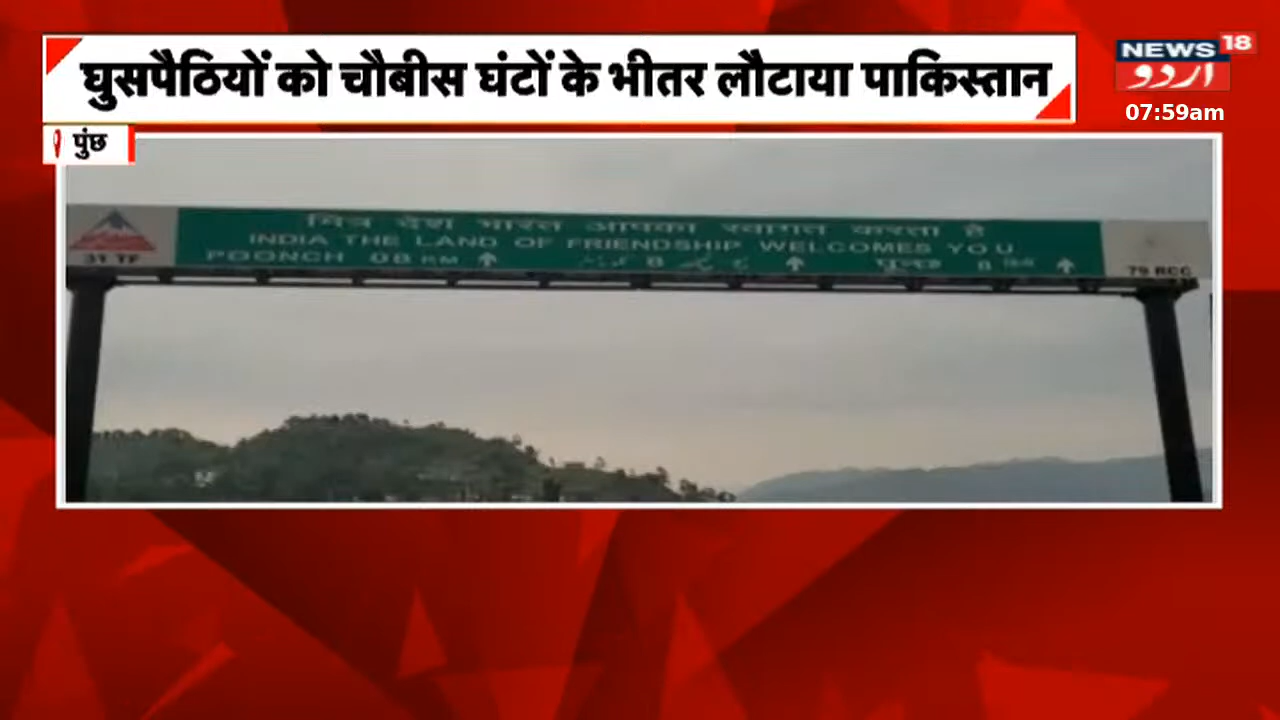 घुसपैठियों को चौबीस घंटों के भीतर लौटाया पाकिस्तान
NEWS 18
اردو
07:59am
पुंछ
मित्र देश भारत आपका स्वागत करता है
INDIA THE LAND OF FRIENDSHIP WELCOMES YOU
POONCH 08 KM 8 पुन्छ 8 किमी
31 TF
79 RCC